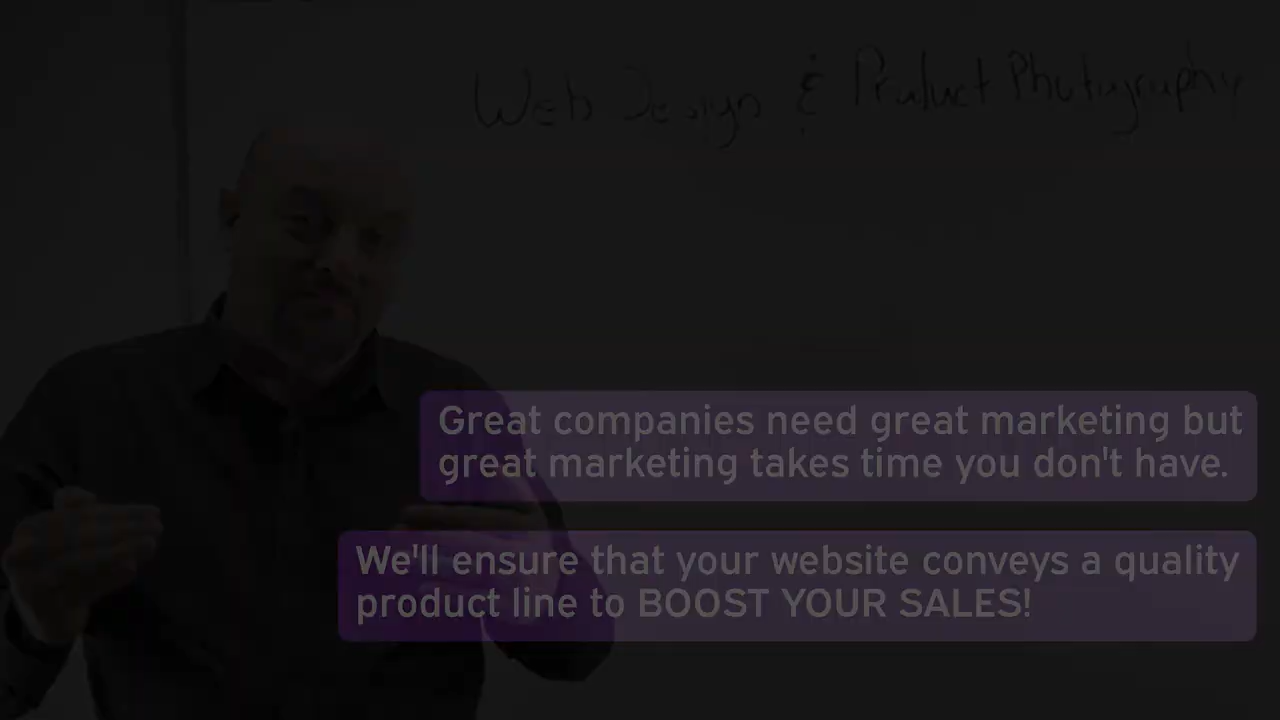 Web Design & Product Photography
Great companies need great marketing but
great marketing takes time you don't have.
We'll ensure that your website conveys a quality
product line to BOOST YOUR SALES!